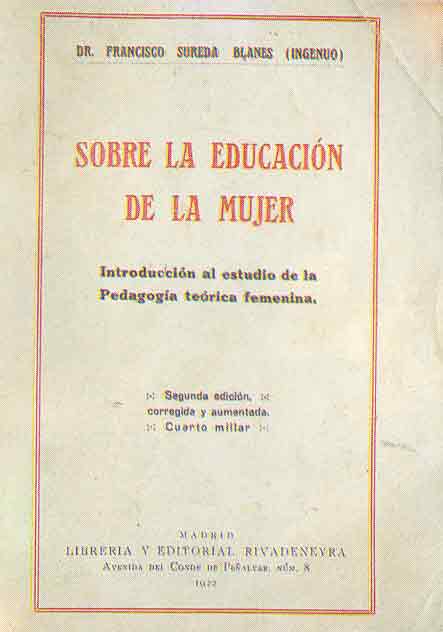 DR. FRANCISCO SUREDA BLANES (INGENUO)
SOBRE LA EDUCACIÓN
DE LA MUJER
Introducción al estudio de la
Pedagogía teórica femenina.
Segunda edición,
corregida y aumentada.
Cuarto millar
MADRID
LIBRERIA Y EDITORIAL RIVADENEYRA
AVENIDA DEL CONDE DE PEÑALVER, NÚM. 8
1922